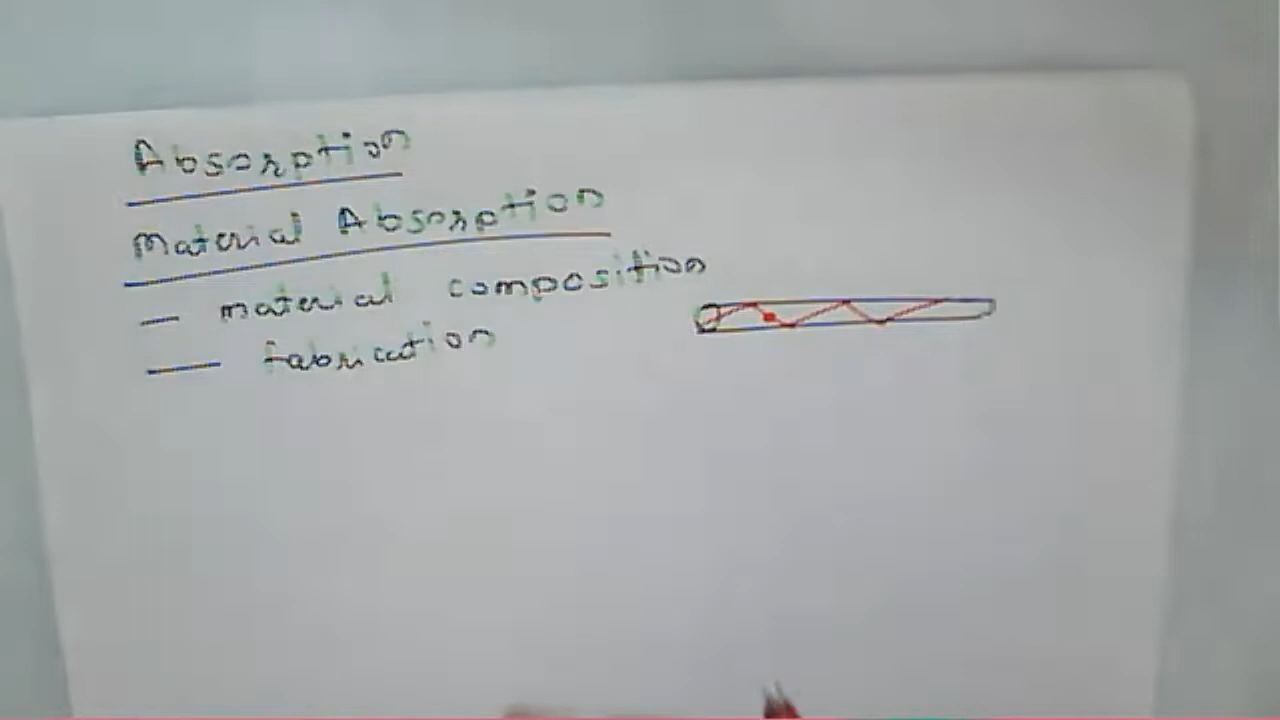 Absorption
Material Absorption
— material composition
— fabrication